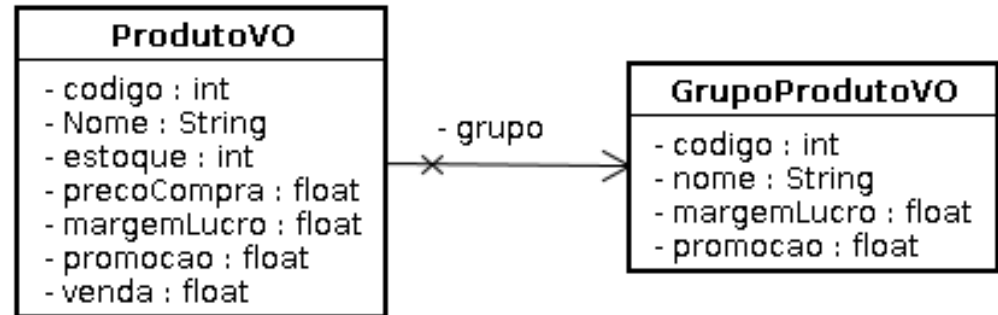 ProdutoVO
- codigo : int
- Nome : String
- estoque : int
- precoCompra : float
- margemLucro : float
- promocao : float
- venda : float
- grupo
GrupoProdutoVO
- codigo : int
- nome : String
- margemLucro : float
- promocao : float